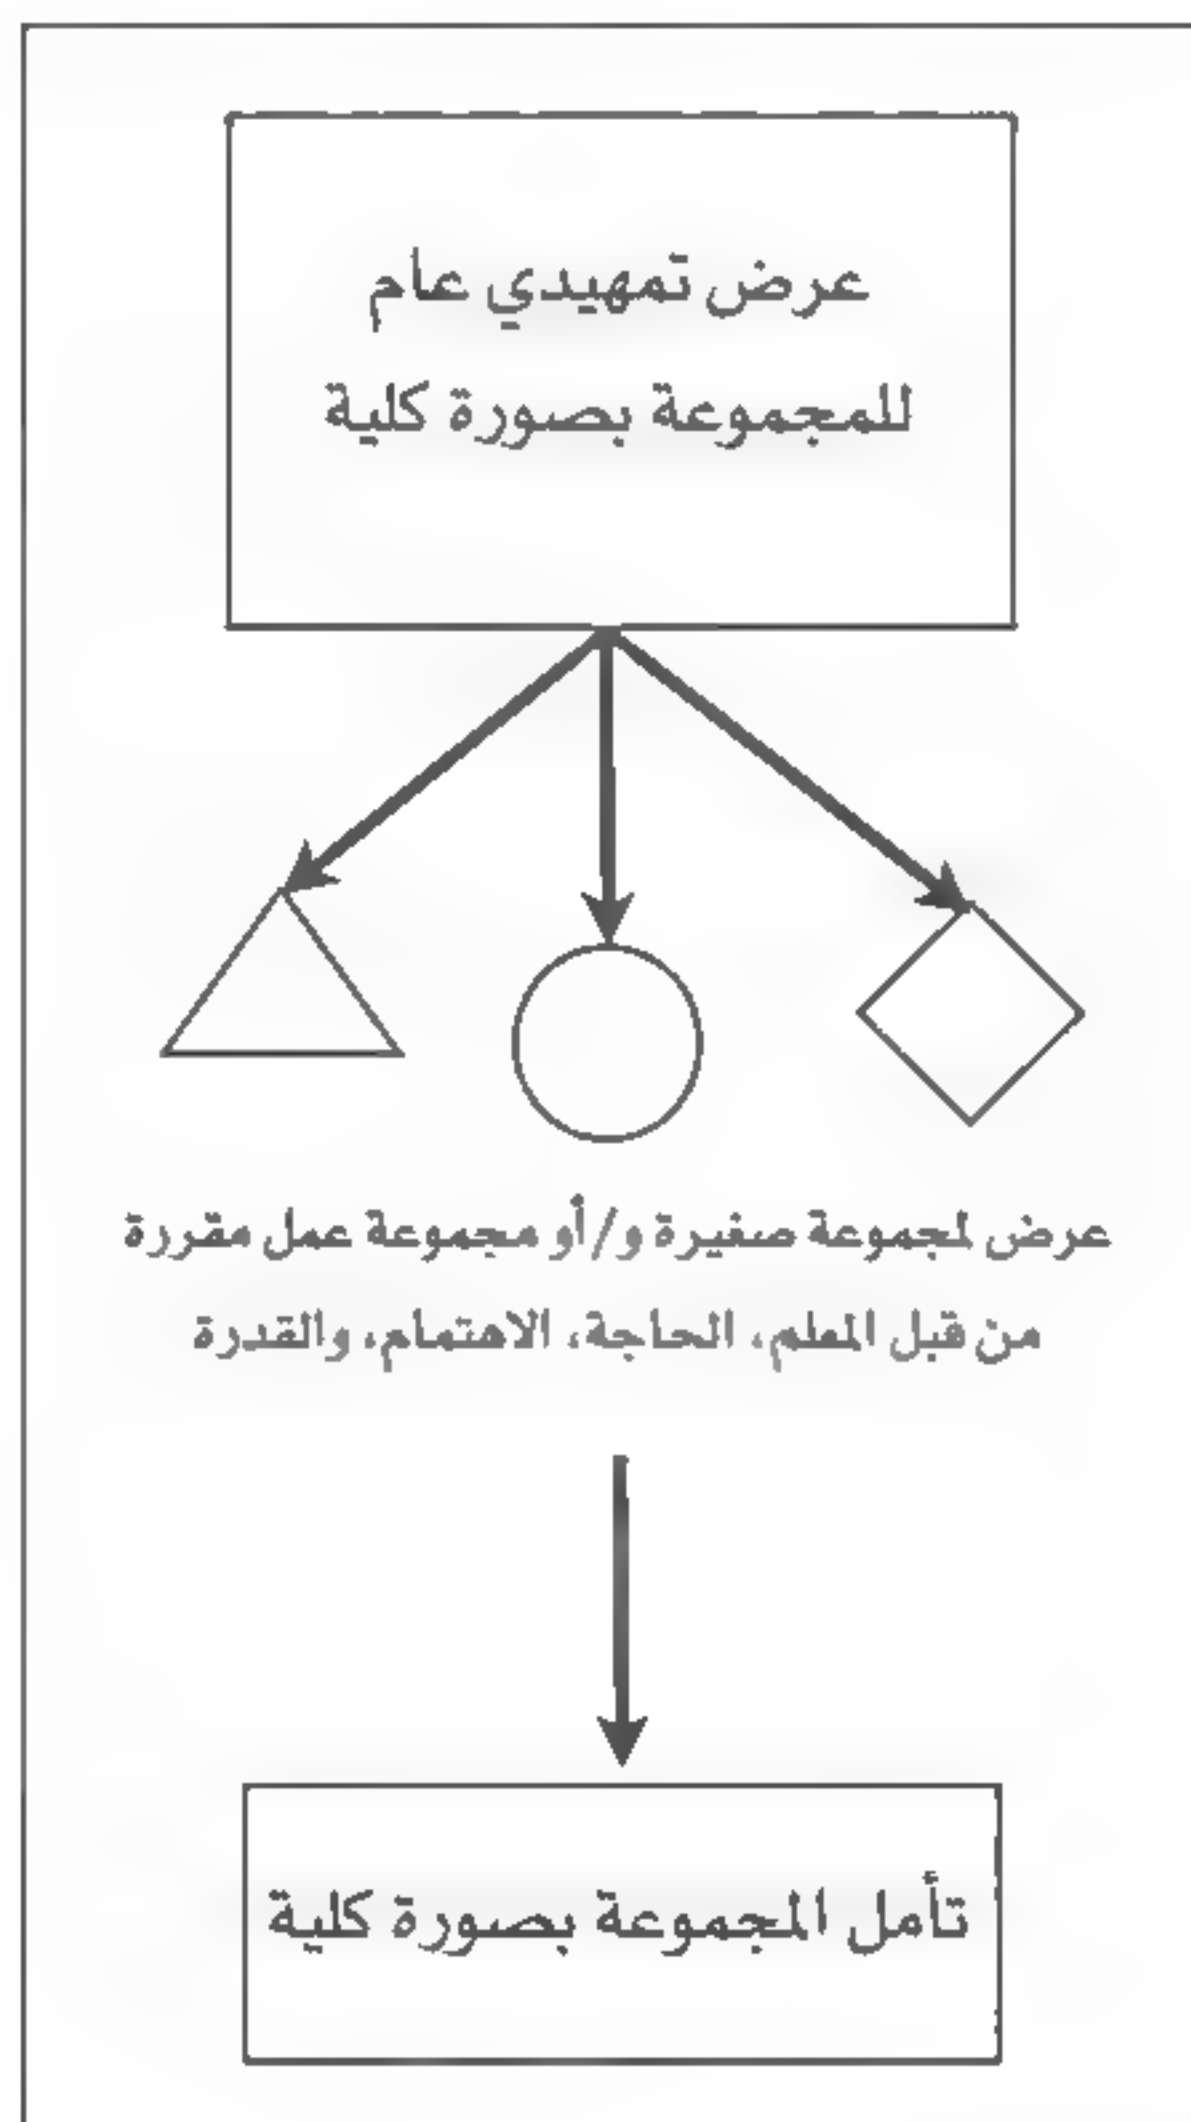 عرض تمهيدي عام
للمجموعة بصورة كلية
عرض لمجموعة صغيرة و/أو مجموعة عمل مقررة
من قبل المعلم، الحاجة، الاهتمام، والقدرة
تأمل المجموعة بصورة كلية